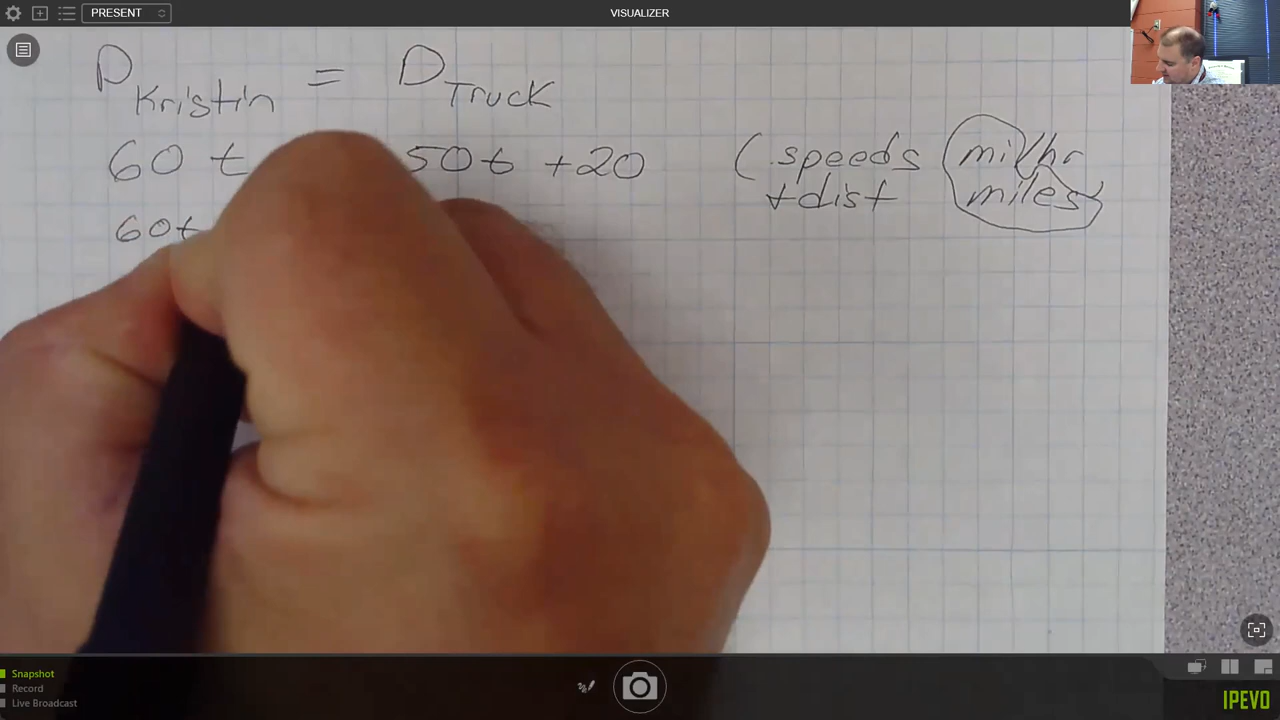 PRESENT
VISUALIZER
D Kristin = D Truck
60 t 50t +20 (speeds mi/hr
+dist miles
60t
Snapshot
Record
Live Broadcast
IPEVO